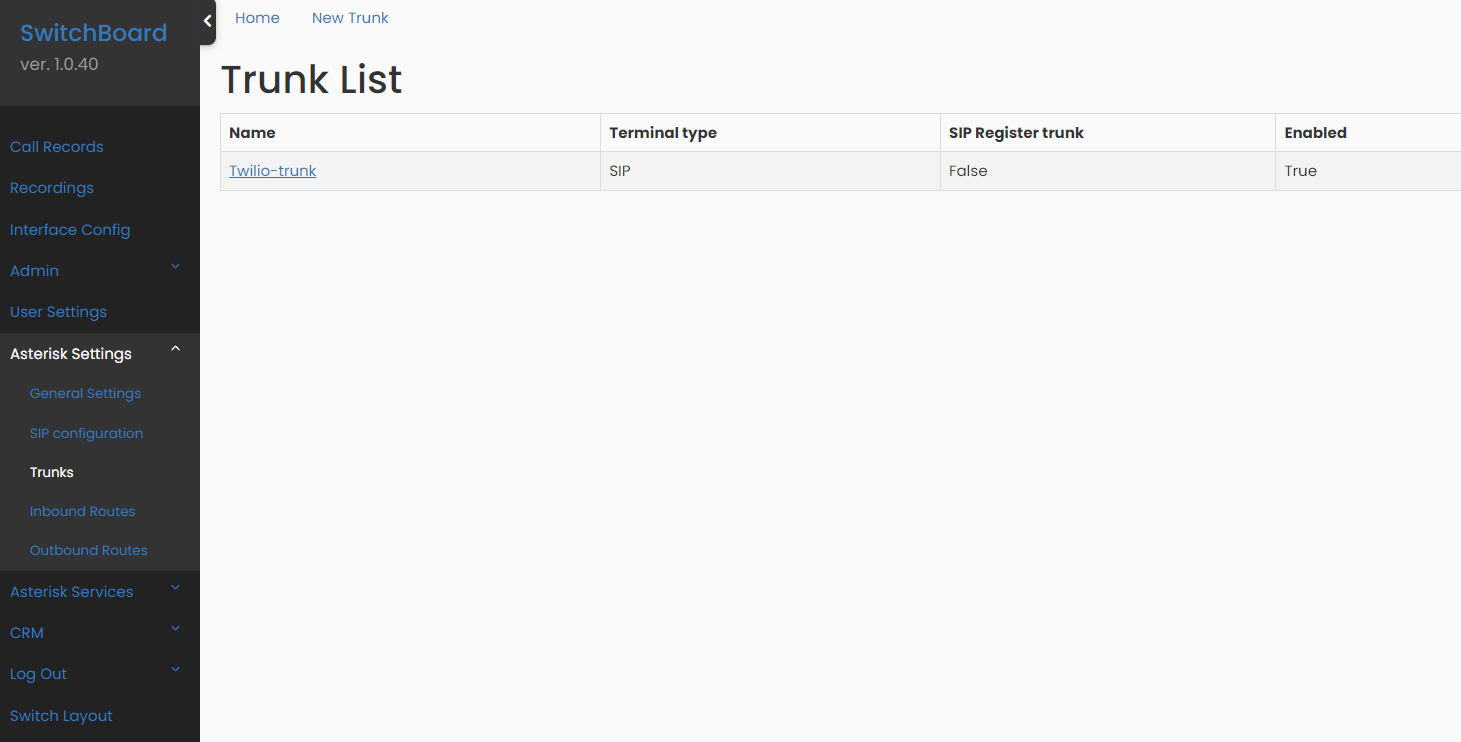 SwitchBoard
ver. 1.0.40
Call Records
Recordings
Interface Config
Admin
User Settings
Asterisk Settings
General Settings
SIP configuration
Trunks
Inbound Routes
Outbound Routes
Asterisk Services
CRM
Log Out
Switch Layout
Home New Trunk
Trunk List
Name Terminal type SIP Register trunk Enabled
Twilio-trunk SIP False True